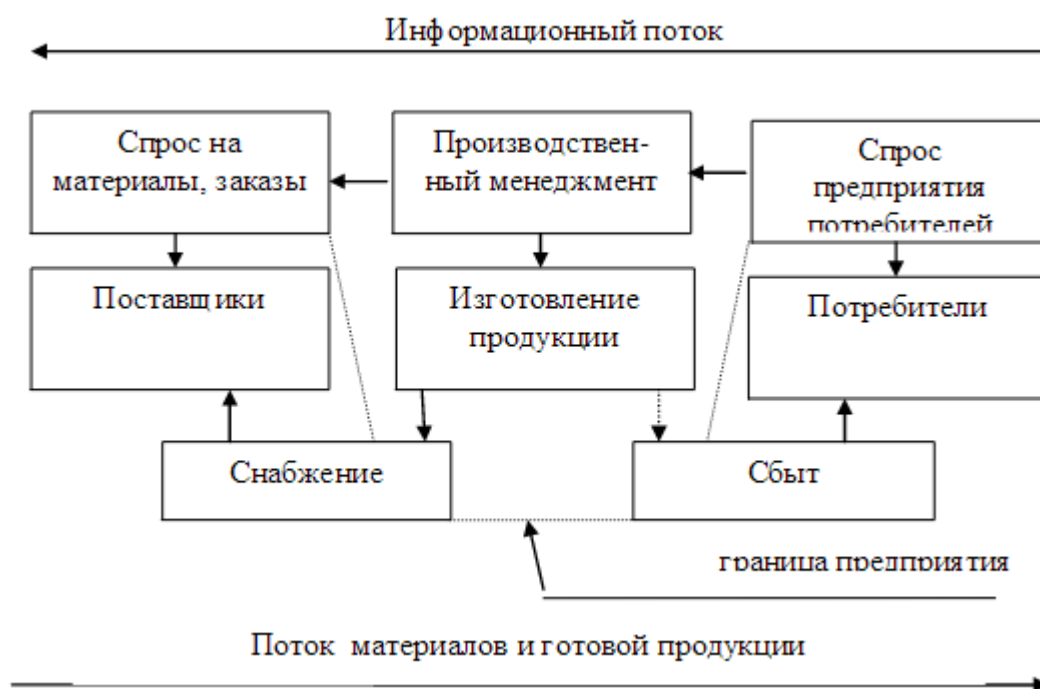 Информационный поток
Спрос на
материалы, заказы
Производствен-
ный менеджмент
Спрос
предприятия
потребителей
Поставщики
Изготовление
продукции
Потребители
Снабжение
Сбыт
граница предприятия
Поток материалов и готовой продукции